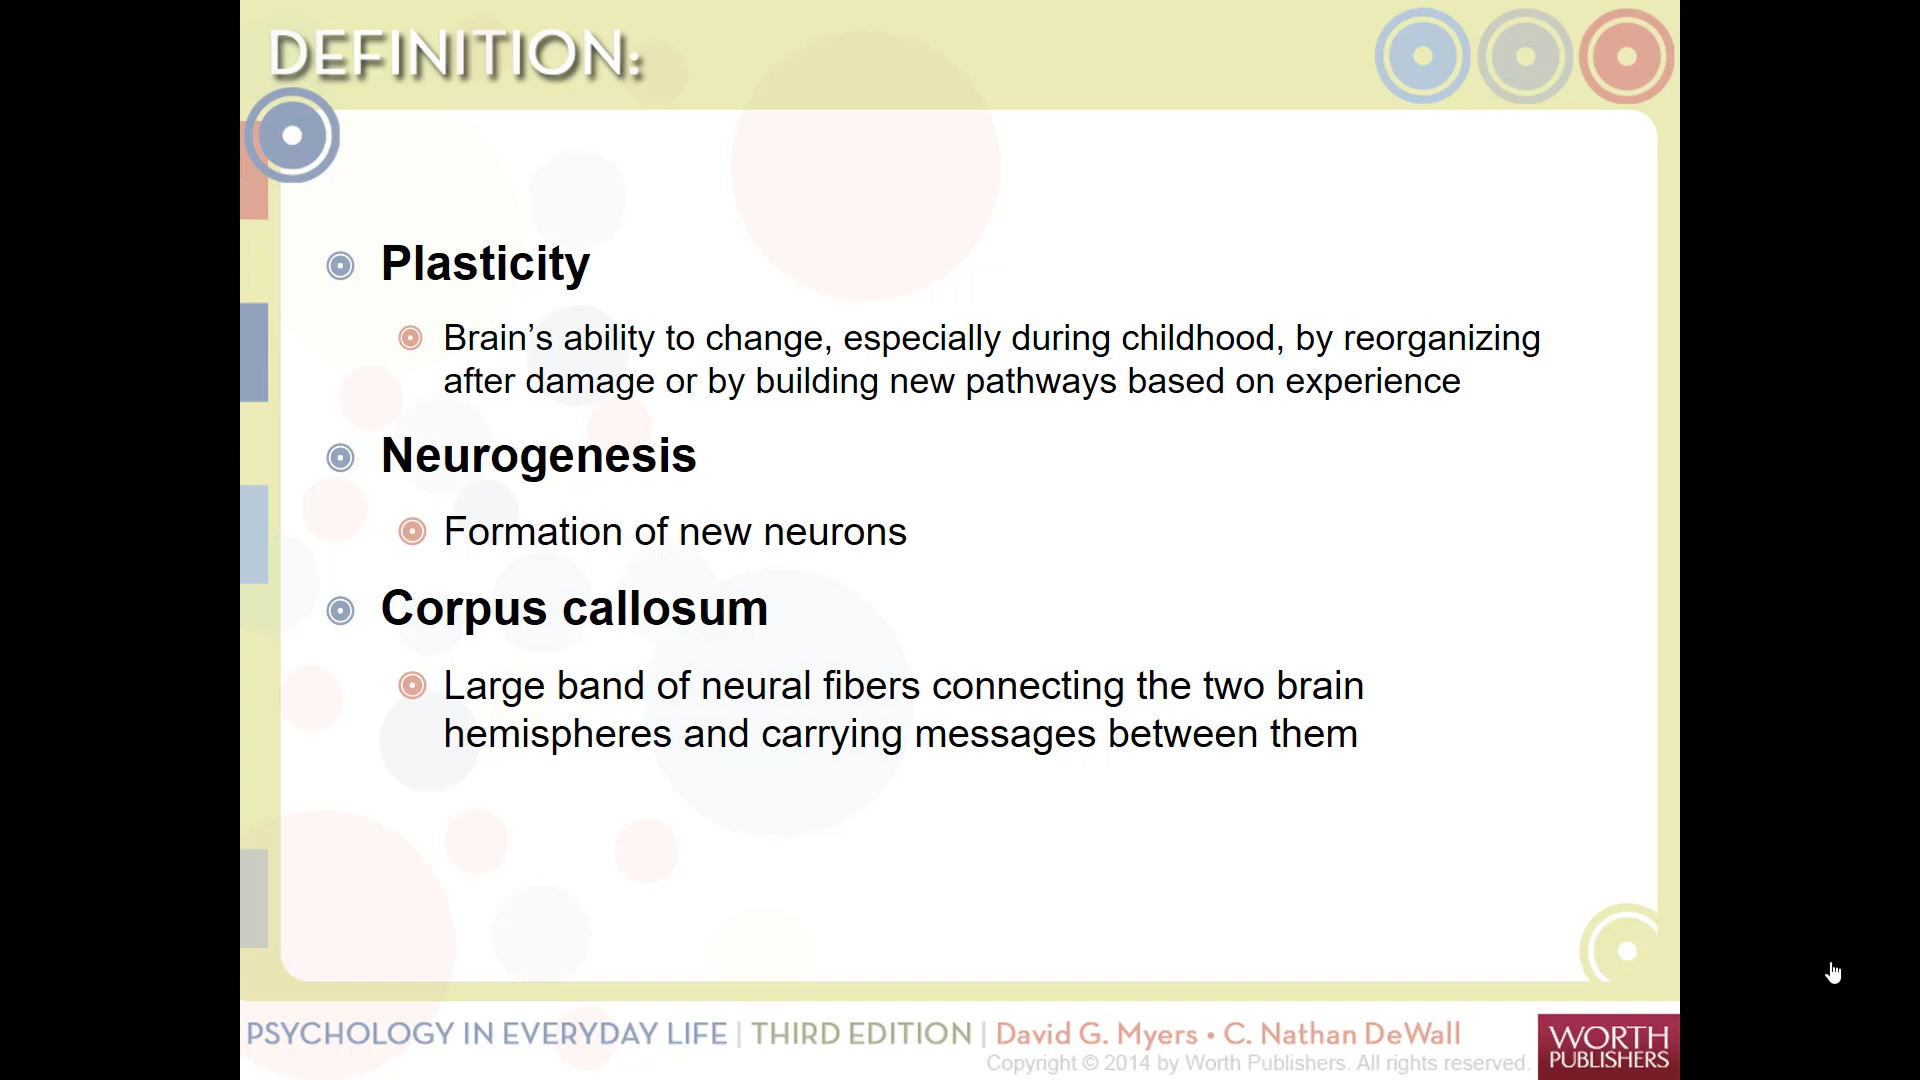 DEFINITION:
Plasticity
Brain’s ability to change, especially during childhood, by reorganizing
after damage or by building new pathways based on experience
Neurogenesis
Formation of new neurons
Corpus callosum
Large band of neural fibers connecting the two brain
hemispheres and carrying messages between them
PSYCHOLOGY IN EVERYDAY LIFE | THIRD EDITION | David G. Myers • C. Nathan DeWall
Copyright © 2014 by Worth Publishers. All rights reserved.
WORTH
PUBLISHERS